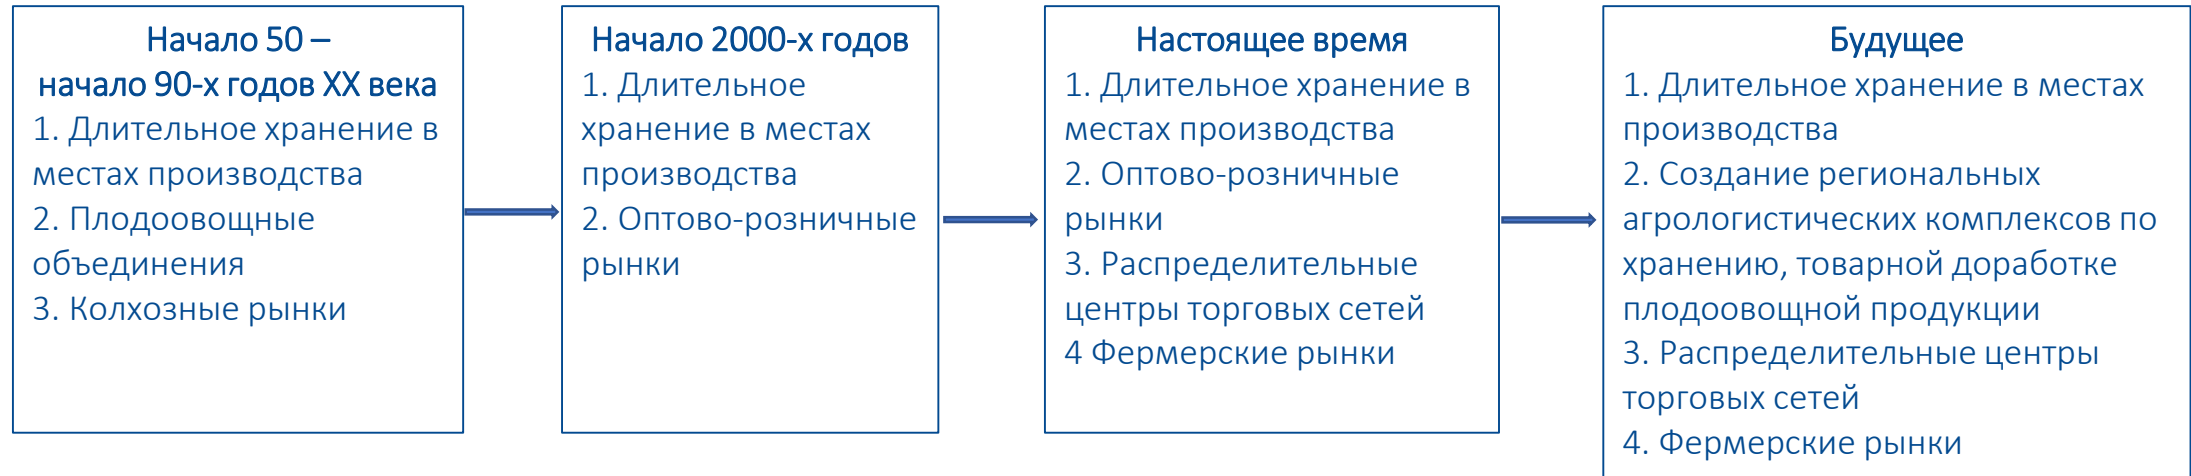 Начало 50 –
начало 90-х годов XX века
1. Длительное хранение в
местах производства
2. Плодоовощные
объединения
3. Колхозные рынки
Начало 2000-х годов
1. Длительное
хранение в местах
производства
2. Оптово-розничные
рынки
Настоящее время
1. Длительное хранение в
местах производства
2. Оптово-розничные
рынки
3. Распределительные
центры торговых сетей
4 Фермерские рынки
Будущее
1. Длительное хранение в местах
производства
2. Создание региональных
агрологистических комплексов по
хранению, товарной доработке
плодоовощной продукции
3. Распределительные центры
торговых сетей
4. Фермерские рынки